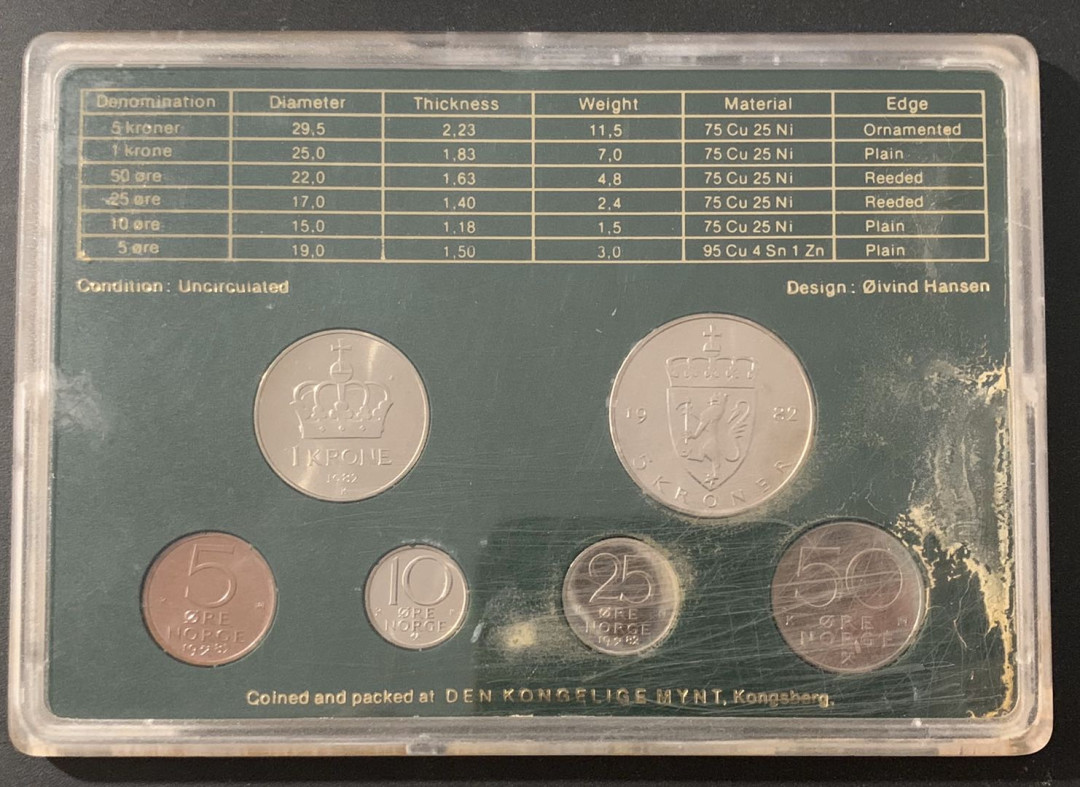 Denomination Diameter Thickness Weight Material Edge
5 kroner 29,5 2,23 11,5 75 Cu 25 Ni Ornamented
1 krone 25,0 1,83 7,0 75 Cu 25 Ni Plain
50 øre 22,0 1,63 4,8 75 Cu 25 Ni Reeded
25 øre 17,0 1,40 2,4 75 Cu 25 Ni Reeded
10 øre 15,0 1,18 1,5 75 Cu 25 Ni Plain
5 øre 19,0 1,50 3,0 95 Cu 4 Sn 1 Zn Plain
Condition: Uncirculated Design: Øivind Hansen
1 KRONE
1982
K
19 82
5 KRONER
5
ØRE
NORGE
1982
10
ØRE
NORGE
25
ØRE
NORGE
1982
50
K ØRE N
NORGE
Coined and packed at DEN KONGELIGE MYNT, Kongsberg.